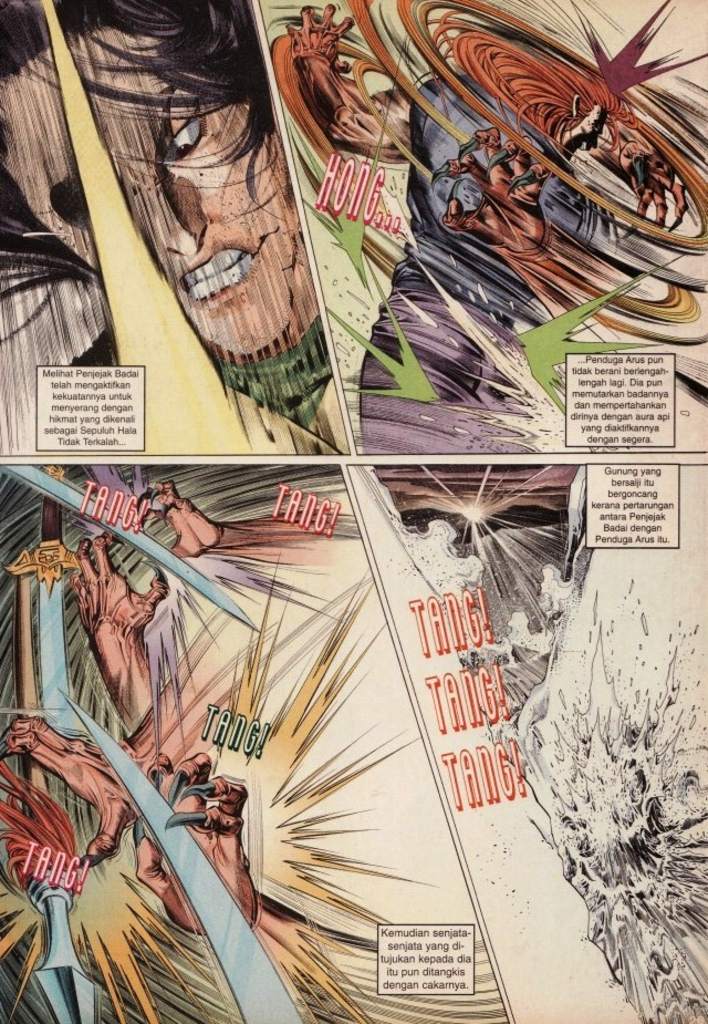 Melihat Penjejak Badai
telah mengaktifkan
kekuatannya untuk
menyerang dengan
hikmat yang dikenali
sebagai Sepuluh Hala
Tidak Terkalah...
HONG...
...Penduga Arus pun
tidak berani berlengah-
lengah lagi. Dia pun
memutarkan badannya
dan mempertahankan
dirinya dengan aura api
yang diaktifkannya
dengan segera.
TANG!
TANG!
TANG!
TANG!
Kemudian senjata-
senjata yang di-
tujukan kepada dia
itu pun ditangkis
dengan cakarnya.
Gunung yang
bersalji itu
bergoncang
kerana pertarungan
antara Penjejak
Badai dengan
Penduga Arus itu.
TANG!
TANG!
TANG!